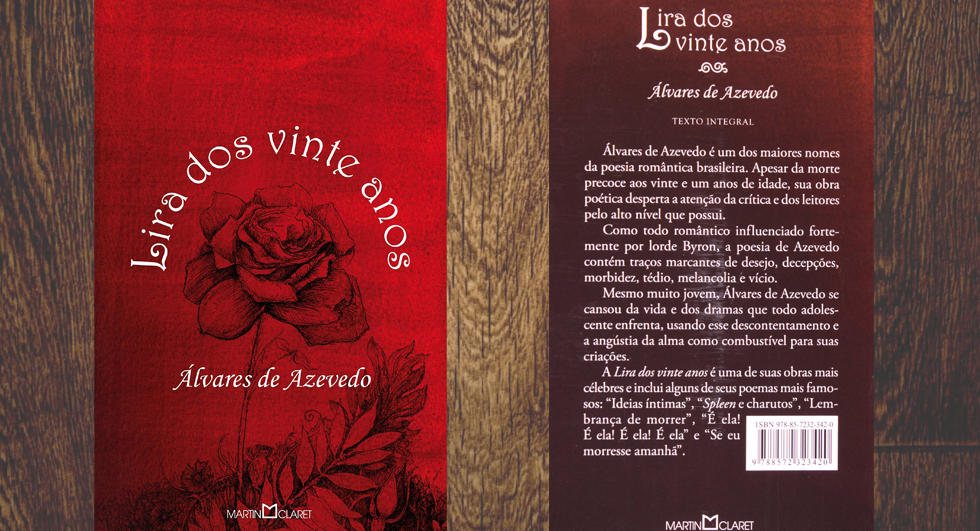 Lira dos vinte anos
Álvares de Azevedo
MARTIN CLARET
Lira dos
vinte anos
Álvares de Azevedo
TEXTO INTEGRAL
Álvares de Azevedo é um dos maiores nomes
da poesia romântica brasileira. Apesar da morte
precoce aos vinte e um anos de idade, sua obra
poética desperta a atenção da crítica e dos leitores
pelo alto nível que possui.
Como todo romântico influenciado forte-
mente por lorde Byron, a poesia de Azevedo
contém traços marcantes de desejo, decepções,
morbidez, tédio, melancolia e vício.
Mesmo muito jovem, Álvares de Azevedo se
cansou da vida e dos dramas que todo adoles-
cente enfrenta, usando esse descontentamento e
a angústia da alma como combustível para suas
criações.
A Lira dos vinte anos é uma de suas obras mais
célebres e inclui alguns de seus poemas mais famo-
sos: “Ideias íntimas”, “Spleen e charutos”, “Lem-
brança de morrer”, “É ela!
É ela! É ela! É ela” e “Se eu
morresse amanhã”.
ISBN 978-85-7232-342-0
9 788572 323420
MARTIN CLARET